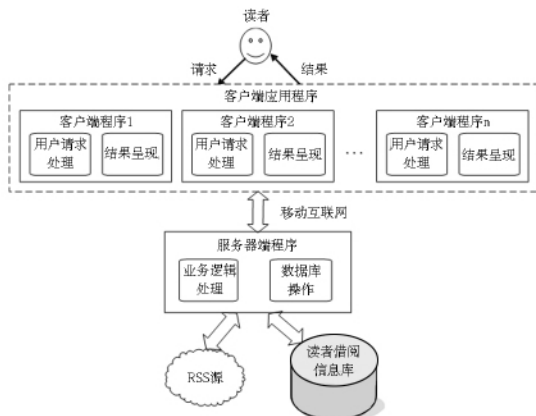 读者
请求
结果
客户端应用程序
客户端程序1
用户请求
处理
结果呈现
客户端程序2
用户请求
处理
结果呈现
...
客户端程序n
用户请求
处理
结果呈现
移动互联网
服务器端程序
业务逻辑
处理
数据库
操作
RSS源
读者借阅
信息库